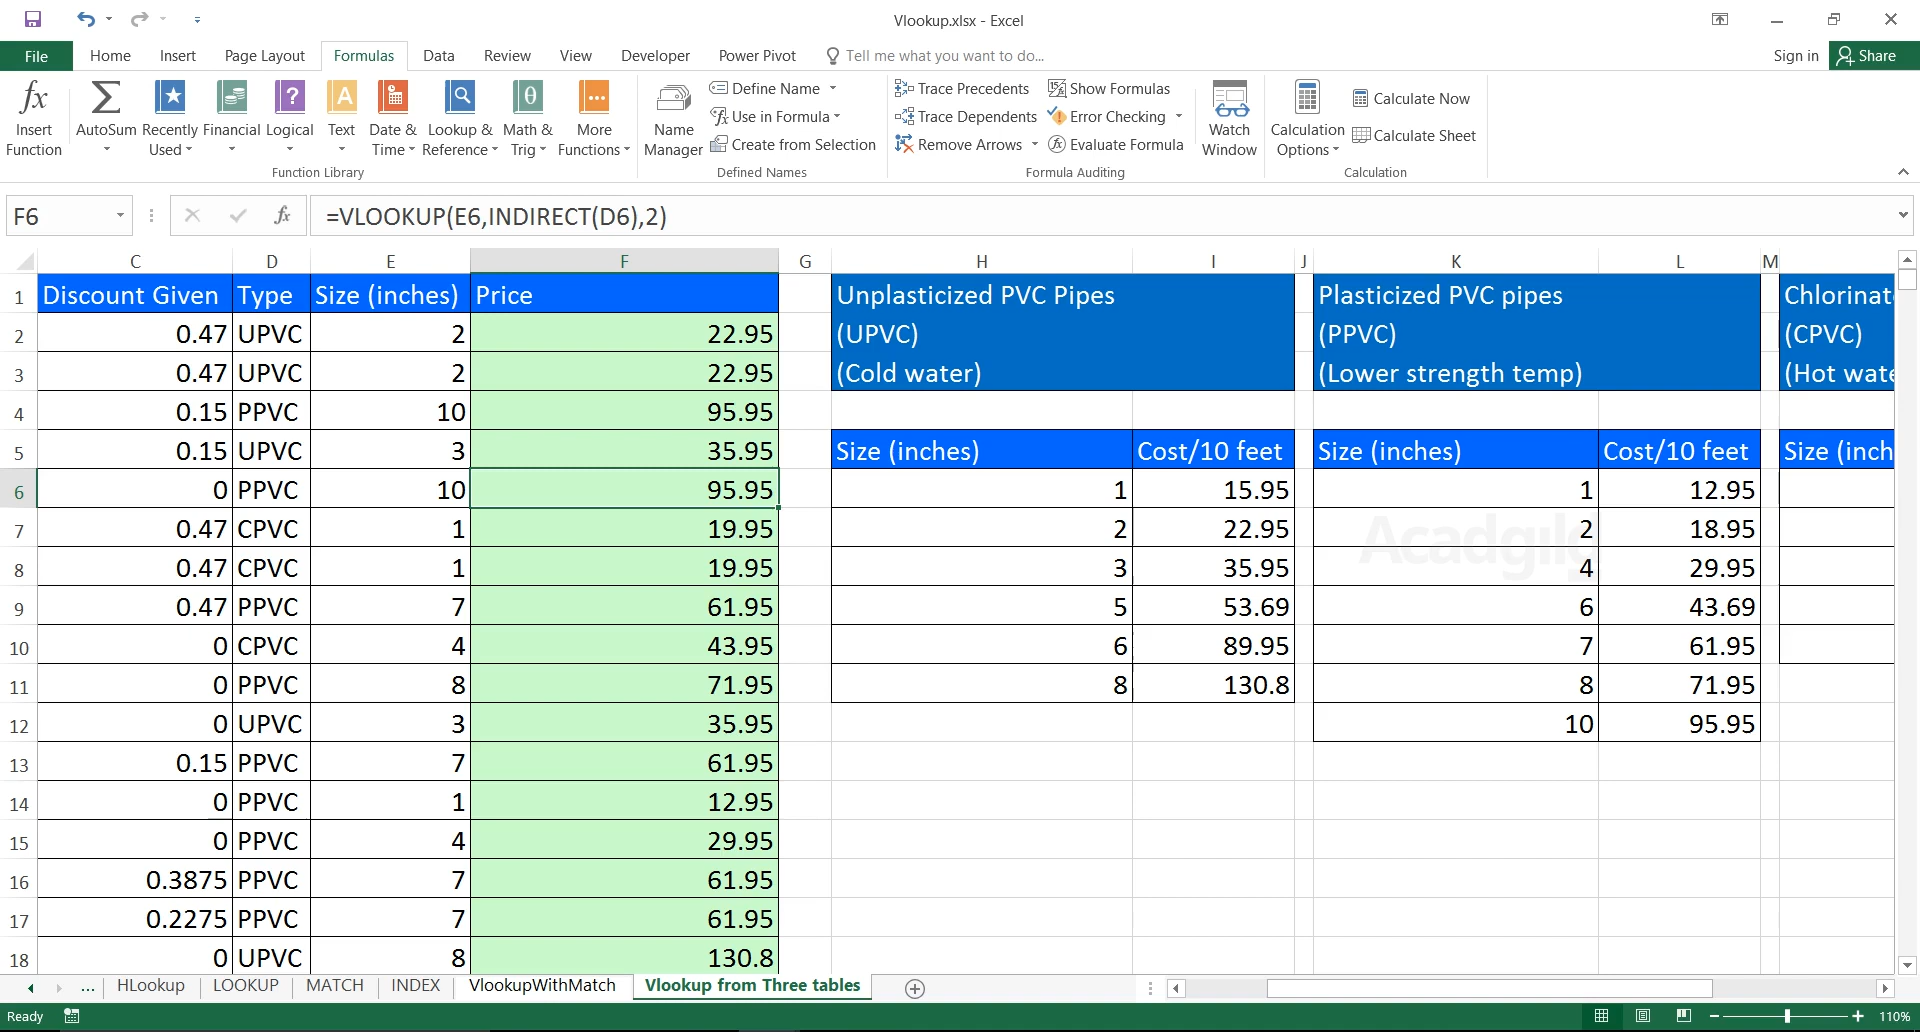 Vlookup.xlsx - Excel
File Home Insert Page Layout Formulas Data Review View Developer Power Pivot Tell me what you want to do... Sign in Share
fx Σ ? A θ
Insert Function
AutoSum
Recently Used
Financial
Logical
Text
Date & Time
Lookup & Reference
Math & Trig
More Functions
Function Library
Name Manager
Define Name
Use in Formula
Create from Selection
Defined Names
Trace Precedents
Trace Dependents
Remove Arrows
Show Formulas
Error Checking
Evaluate Formula
Formula Auditing
Watch Window
Calculation Options
Calculate Now
Calculate Sheet
Calculation
F6 fx =VLOOKUP(E6,INDIRECT(D6),2)
C D E F G H I J K L M
1 Discount Given Type Size (inches) Price Unplasticized PVC Pipes Plasticized PVC pipes Chlorinat
2 0.47 UPVC 2 22.95 (UPVC) (PPVC) (CPVC)
3 0.47 UPVC 2 22.95 (Cold water) (Lower strength temp) (Hot wate
4 0.15 PPVC 10 95.95
5 0.15 UPVC 3 35.95 Size (inches) Cost/10 feet Size (inches) Cost/10 feet Size (inch
6 0 PPVC 10 95.95 1 15.95 1 12.95
7 0.47 CPVC 1 19.95 2 22.95 2 18.95
Acadgild
8 0.47 CPVC 1 19.95 3 35.95 4 29.95
9 0.47 PPVC 7 61.95 5 53.69 6 43.69
10 0 CPVC 4 43.95 6 89.95 7 61.95
11 0 PPVC 8 71.95 8 130.8 8 71.95
12 0 UPVC 3 35.95 10 95.95
13 0.15 PPVC 7 61.95
14 0 PPVC 1 12.95
15 0 PPVC 4 29.95
16 0.3875 PPVC 7 61.95
17 0.2275 PPVC 7 61.95
18 0 UPVC 8 130.8
... HLookup LOOKUP MATCH INDEX VlookupWithMatch Vlookup from Three tables
Ready 110%